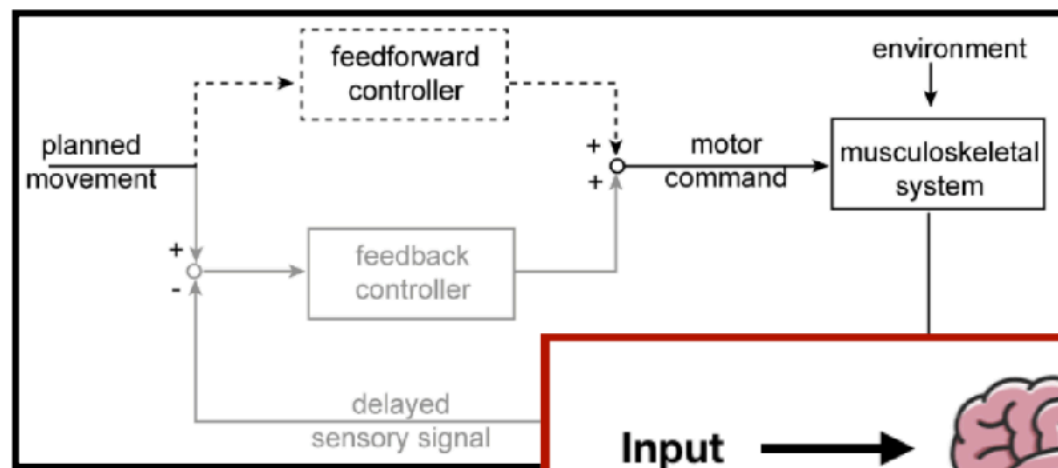 feedforward
controller
environment
planned
movement
+
+
motor
command
musculoskeletal
system
+
-
feedback
controller
delayed
sensory signal
Input